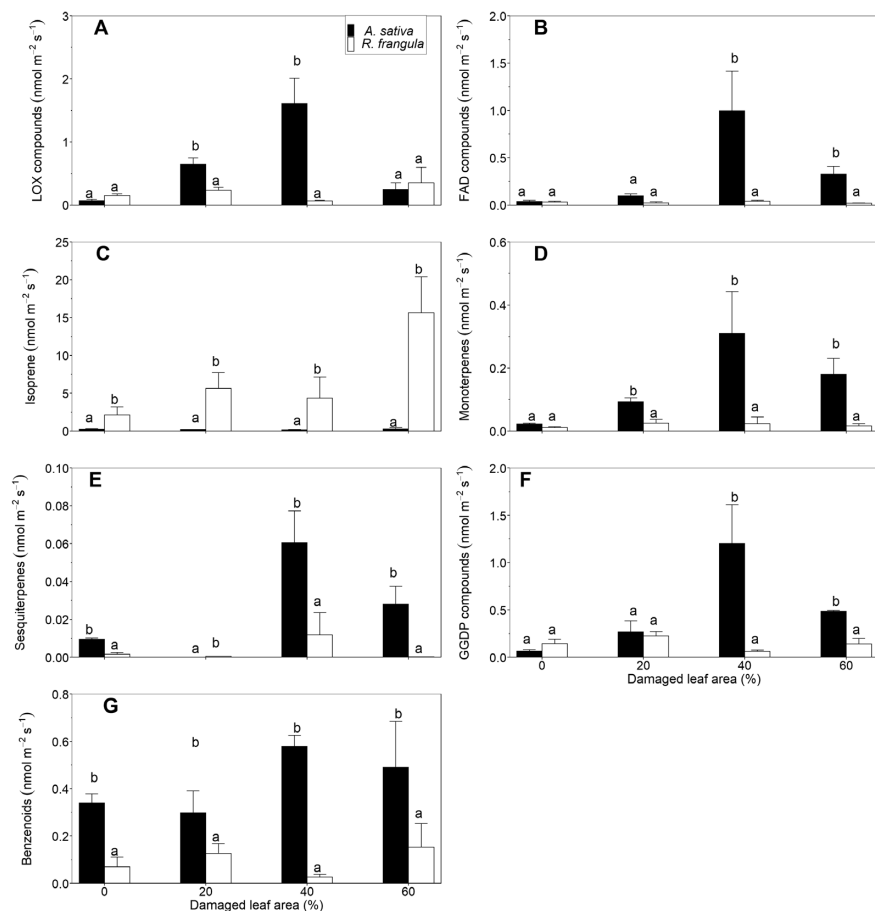 A
A. sativa
R. frangula
LOX compounds (nmol m⁻² s⁻¹)
3
2
1
0
a a b a b a a a
B
FAD compounds (nmol m⁻² s⁻¹)
2.0
1.5
1.0
0.5
0.0
a a a a b a b a
C
Isoprene (nmol m⁻² s⁻¹)
25
20
15
10
5
0
a b a b a b a b
D
Monoterpenes (nmol m⁻² s⁻¹)
0.6
0.4
0.2
0.0
a a b a b a b a
E
Sesquiterpenes (nmol m⁻² s⁻¹)
0.10
0.08
0.06
0.04
0.02
0.00
b a a b b a b a
F
GGDP compounds (nmol m⁻² s⁻¹)
2.0
1.5
1.0
0.5
0.0
a a a a b a b a
0 20 40 60
Damaged leaf area (%)
G
Benzenoids (nmol m⁻² s⁻¹)
0.8
0.6
0.4
0.2
0.0
b a b a b a b a
0 20 40 60
Damaged leaf area (%)